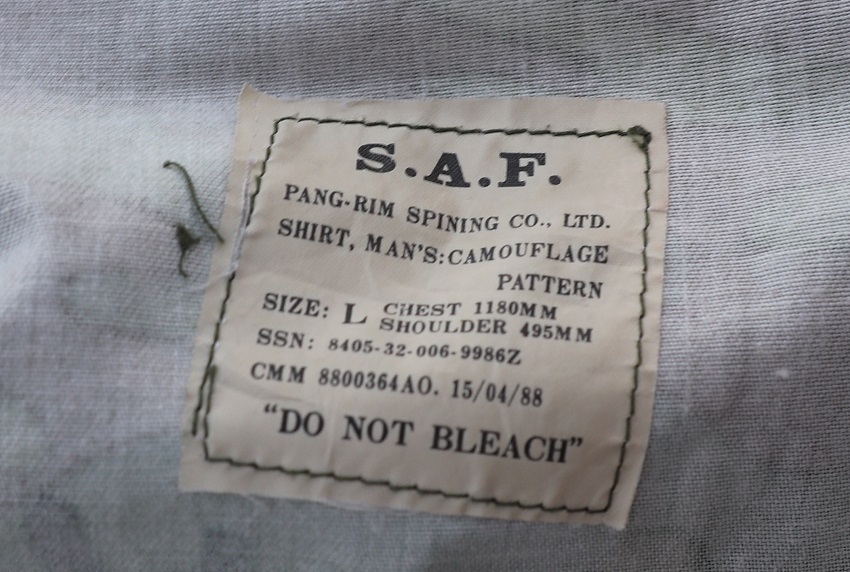 S.A.F.
PANG-RIM SPINING CO., LTD.
SHIRT, MAN'S:CAMOUFLAGE
PATTERN
SIZE: L CHEST 1180MM
SHOULDER 495MM
SSN: 8405-32-006-9986Z
CMM 8800364AO. 15/04/88
"DO NOT BLEACH"